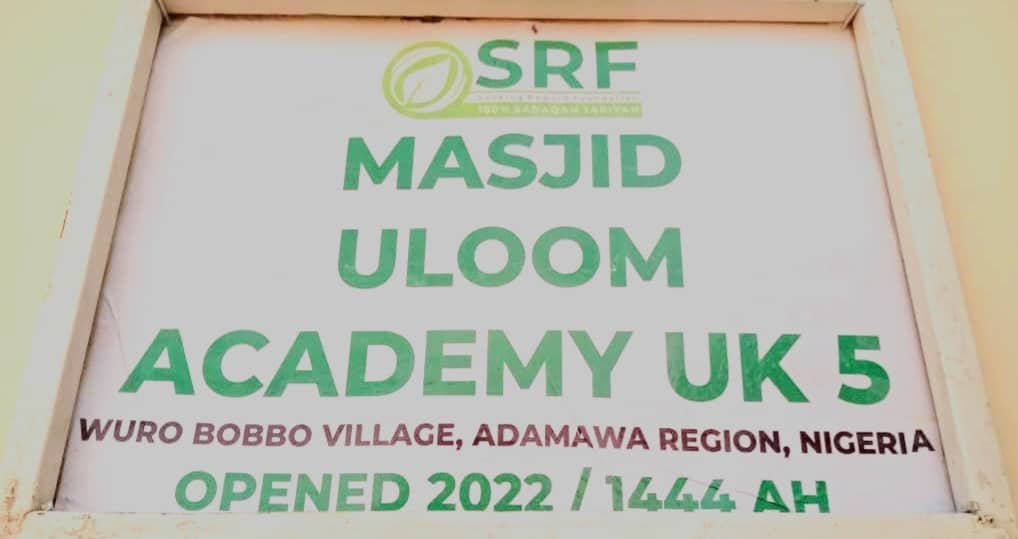 SRF
100% SADAQAH JARIYAH
MASJID
ULOOM
ACADEMY UK 5
WURO BOBBO VILLAGE, ADAMAWA REGION, NIGERIA
OPENED 2022 / 1444 AH